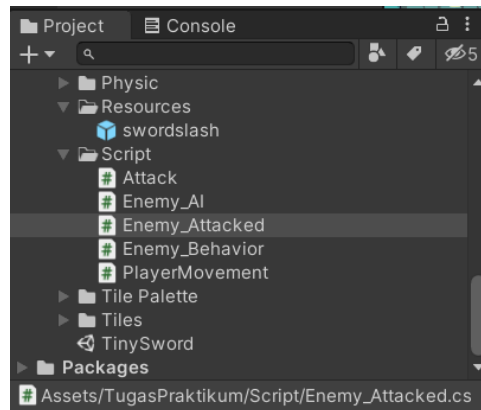 Project Console
5
Physic
Resources
swordslash
Script
Attack
Enemy_AI
Enemy_Attacked
Enemy_Behavior
PlayerMovement
Tile Palette
Tiles
TinySword
Packages
Assets/TugasPraktikum/Script/Enemy_Attacked.cs